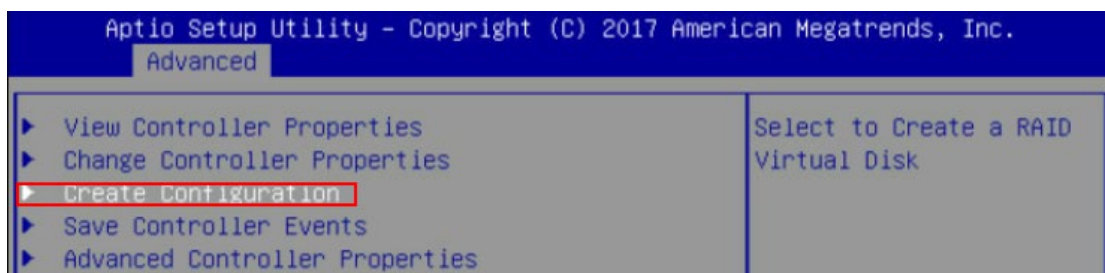 Aptio Setup Utility – Copyright (C) 2017 American Megatrends, Inc.
Advanced
View Controller Properties
Change Controller Properties
Create Configuration
Save Controller Events
Advanced Controller Properties
Select to Create a RAID
Virtual Disk